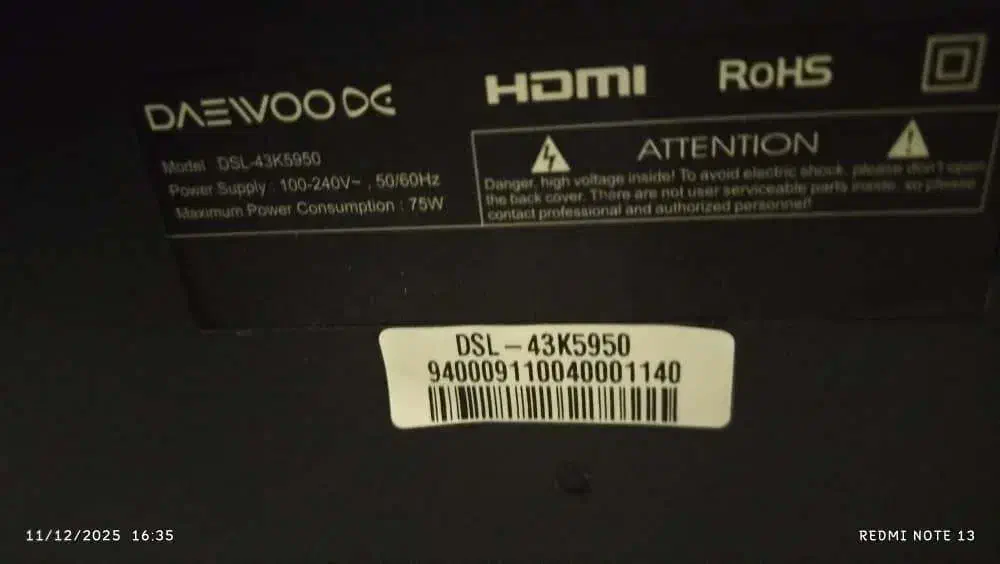 DAEWOO DE
HDMI
RoHS
Model DSL-43K5950
Power Supply : 100-240V~ , 50/60Hz
Maximum Power Consumption : 75W
ATTENTION
Danger, high voltage inside! To avoid electric shock, please don't open
the back cover. There are not user serviceable parts inside, so please
contact professional and authorized personnel!
DSL-43K5950
940009110040001140
11/12/2025 16:35
REDMI NOTE 13